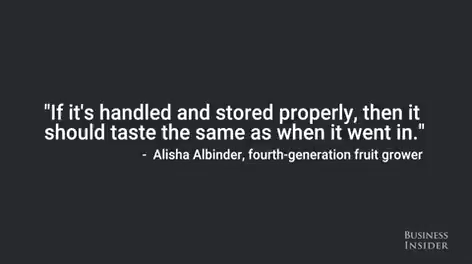 "If it's handled and stored properly, then it
should taste the same as when it went in."
- Alisha Albinder, fourth-generation fruit grower
BUSINESS
INSIDER